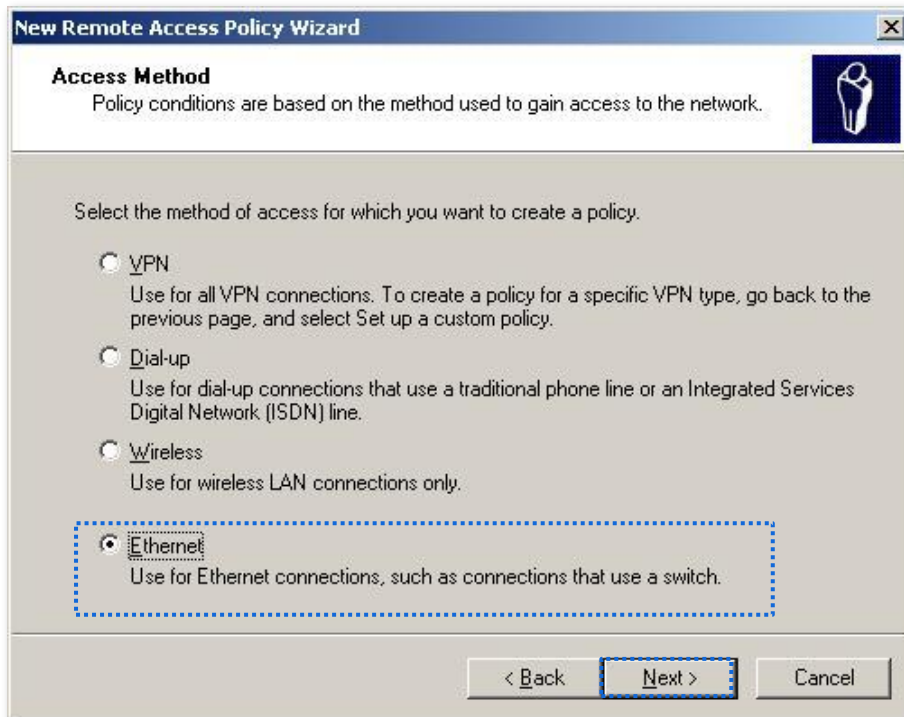 New Remote Access Policy Wizard
Access Method
Policy conditions are based on the method used to gain access to the network.
Select the method of access for which you want to create a policy.
VPN
Use for all VPN connections. To create a policy for a specific VPN type, go back to the
previous page, and select Set up a custom policy.
Dial-up
Use for dial-up connections that use a traditional phone line or an Integrated Services
Digital Network (ISDN) line.
Wireless
Use for wireless LAN connections only.
Ethernet
Use for Ethernet connections, such as connections that use a switch.
< Back
Next >
Cancel